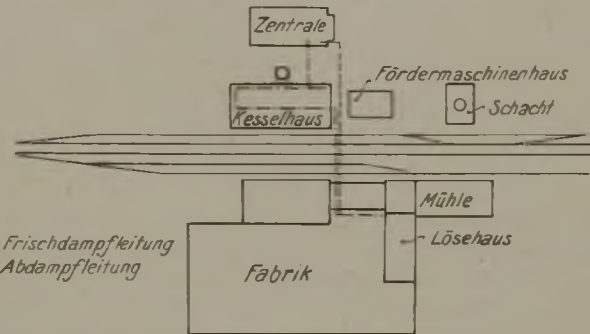 Zentrale
Fördermaschinenhaus
Kesselhaus
Schacht
Mühle
Frischdampfleitung
Abdampfleitung
Lösehaus
Fabrik